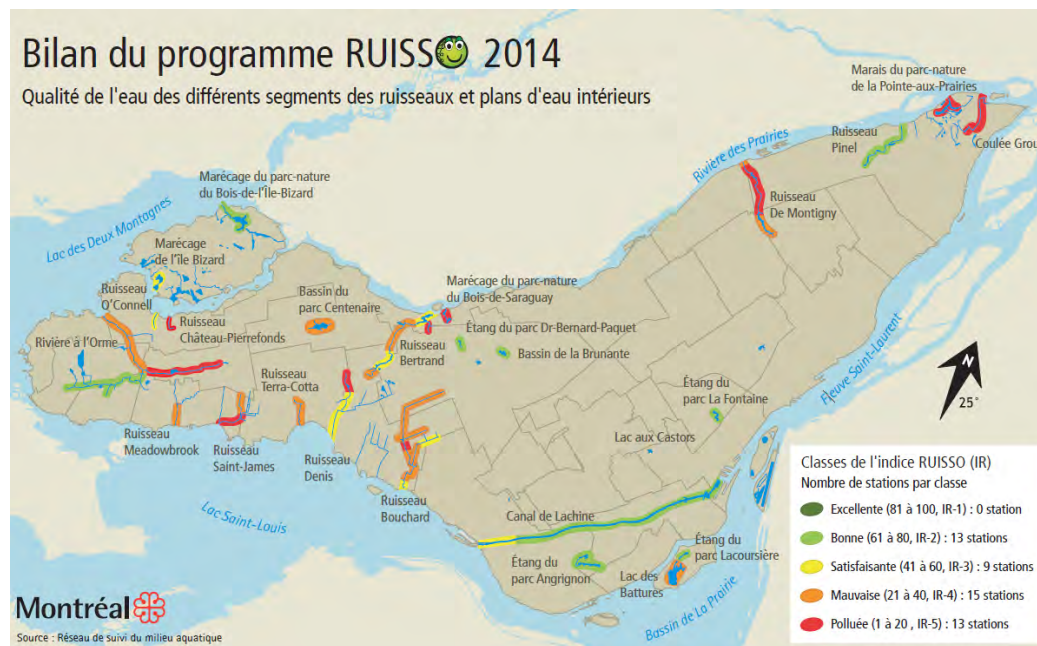 Bilan du programme RUISSO 2014
Qualité de l'eau des différents segments des ruisseaux et plans d'eau intérieurs
Marais du parc-nature
de la Pointe-aux-Prairies
Ruisseau
Pinel
Coulée Grou
Rivière des Prairies
Marécage du parc-nature
du Bois-de-l'Île-Bizard
Ruisseau
De Montigny
Lac des Deux Montagnes
Marécage
de l'île Bizard
Ruisseau
O'Connell
Bassin du
parc Centenaire
Marécage du parc-nature
du Bois-de-Saraguay
Ruisseau
Château-Pierrefonds
Étang du parc Dr-Bernard-Paquet
Rivière à l'Orme
Ruisseau
Bertrand
Bassin de la Brunante
Ruisseau
Terra-Cotta
Fleuve Saint-Laurent
N
25°
Étang du
parc La Fontaine
Lac aux Castors
Ruisseau
Meadowbrook
Ruisseau
Saint-James
Ruisseau
Denis
Ruisseau
Bouchard
Lac Saint-Louis
Canal de Lachine
Étang du
parc Angrignon
Lac des
Battures
Étang du
parc Lacoursière
Bassin de La Prairie
Classes de l'indice RUISSO (IR)
Nombre de stations par classe
Excellente (81 à 100, IR-1) : 0 station
Bonne (61 à 80, IR-2) : 13 stations
Satisfaisante (41 à 60, IR-3) : 9 stations
Mauvaise (21 à 40, IR-4) : 15 stations
Polluée (1 à 20 , IR-5) : 13 stations
Montréal
Source : Réseau de suivi du milieu aquatique